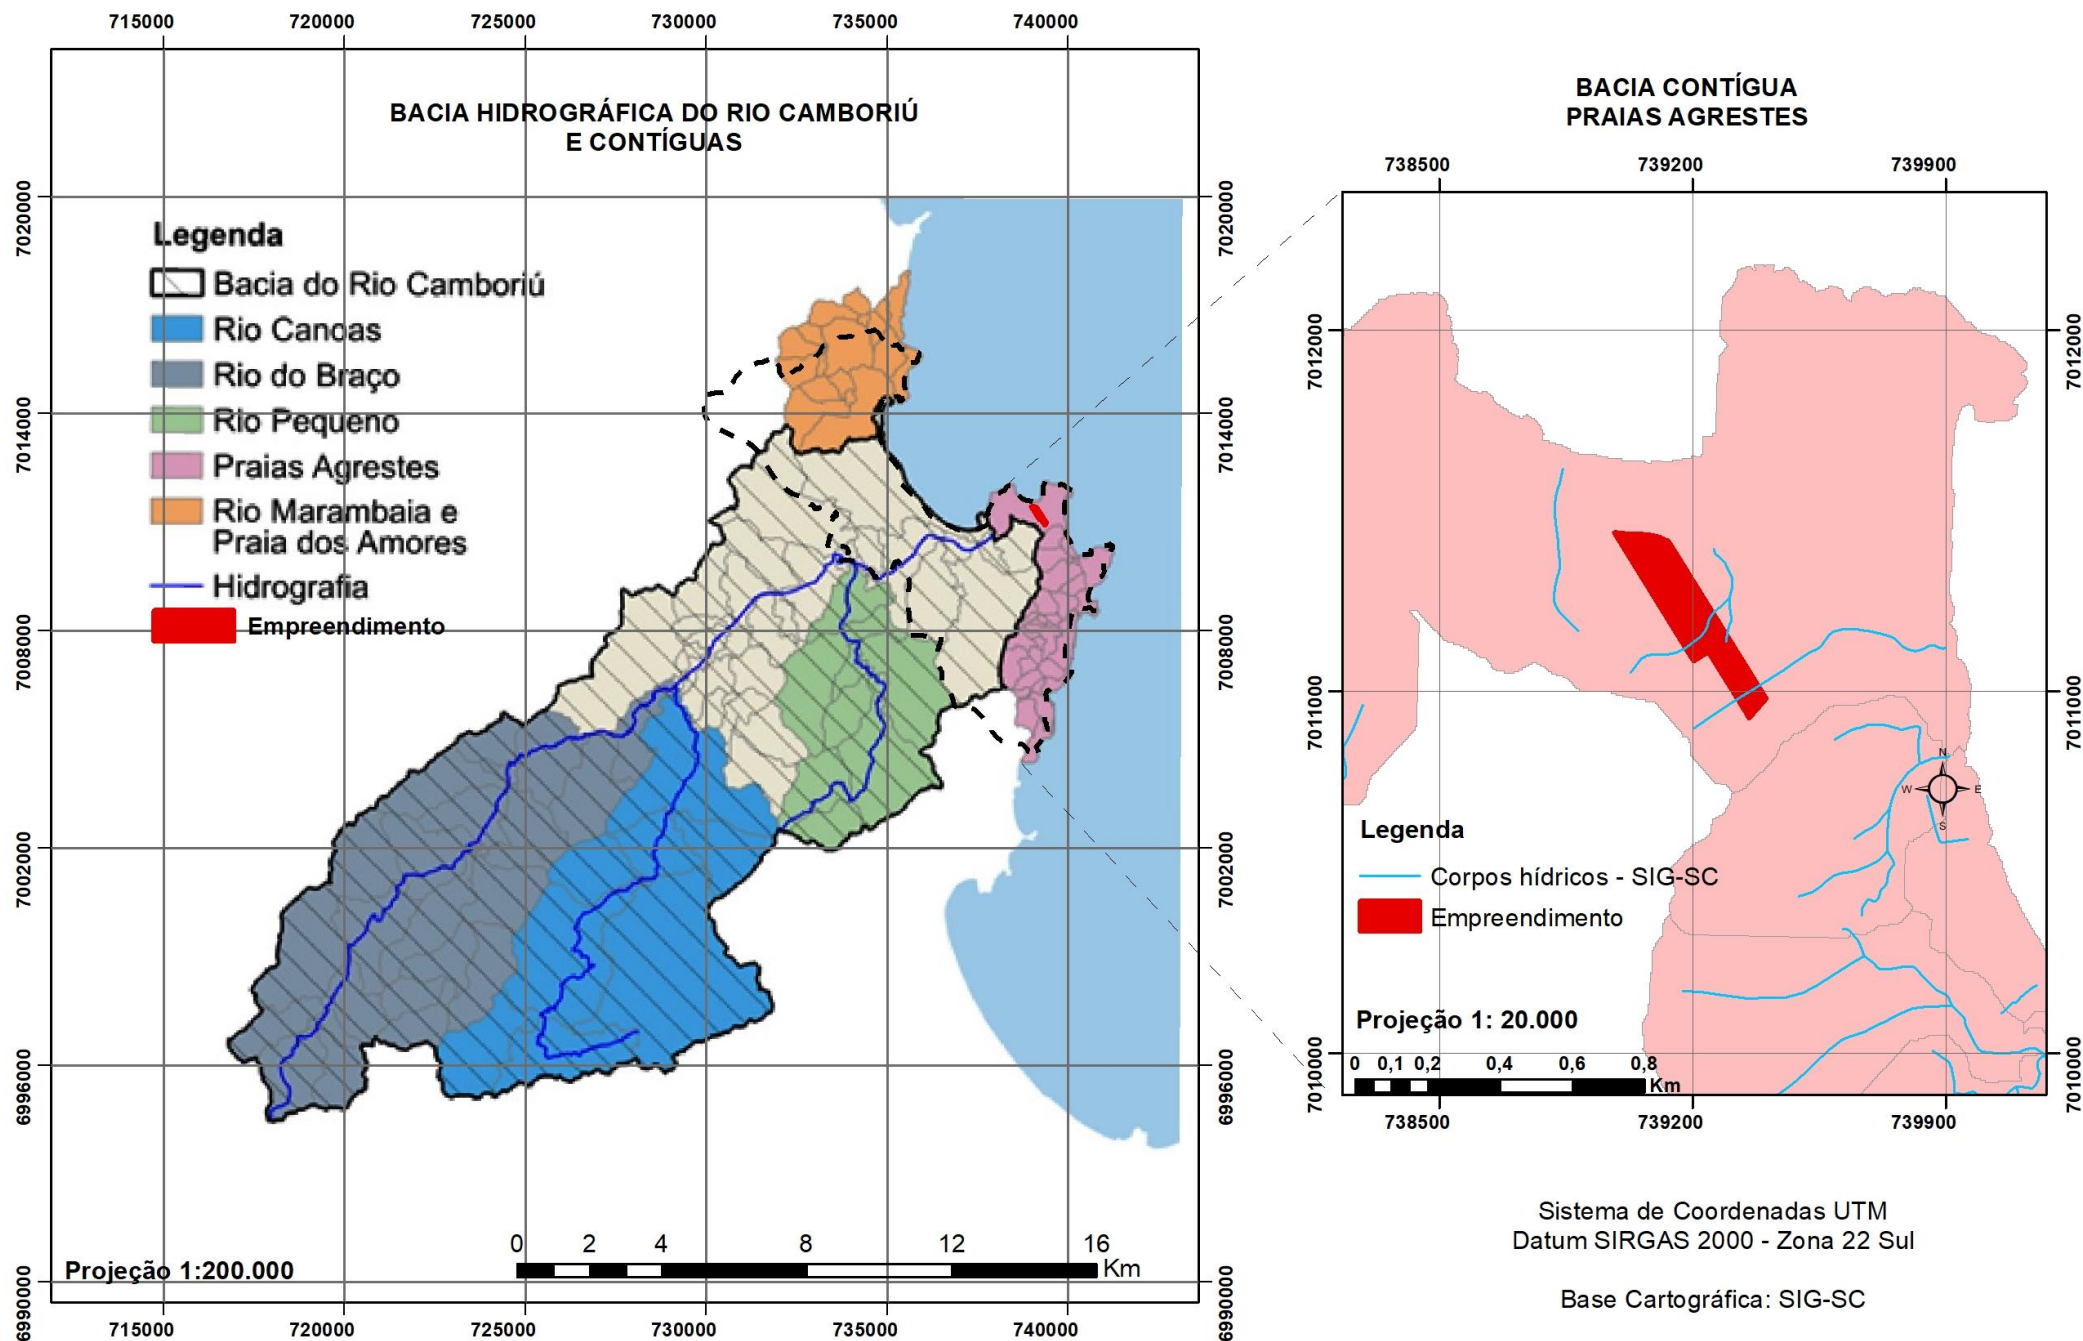 715000 720000 725000 730000 735000 740000
BACIA HIDROGRÁFICA DO RIO CAMBORIÚ
E CONTÍGUAS
7020000
7014000
7008000
7002000
6996000
6990000
7020000
7014000
7008000
7002000
6996000
6990000
Legenda
Bacia do Rio Camboriú
Rio Canoas
Rio do Braço
Rio Pequeno
Praias Agrestes
Rio Marambaia e
Praia dos Amores
Hidrografia
Empreendimento
0 2 4 8 12 16
Km
Projeção 1:200.000
715000 720000 725000 730000 735000 740000
BACIA CONTÍGUA
PRAIAS AGRESTES
738500 739200 739900
7012000
7011000
7010000
7012000
7011000
7010000
N
W E
S
Legenda
Corpos hídricos - SIG-SC
Empreendimento
Projeção 1: 20.000
0 0,1 0,2 0,4 0,6 0,8
Km
738500 739200 739900
Sistema de Coordenadas UTM
Datum SIRGAS 2000 - Zona 22 Sul
Base Cartográfica: SIG-SC